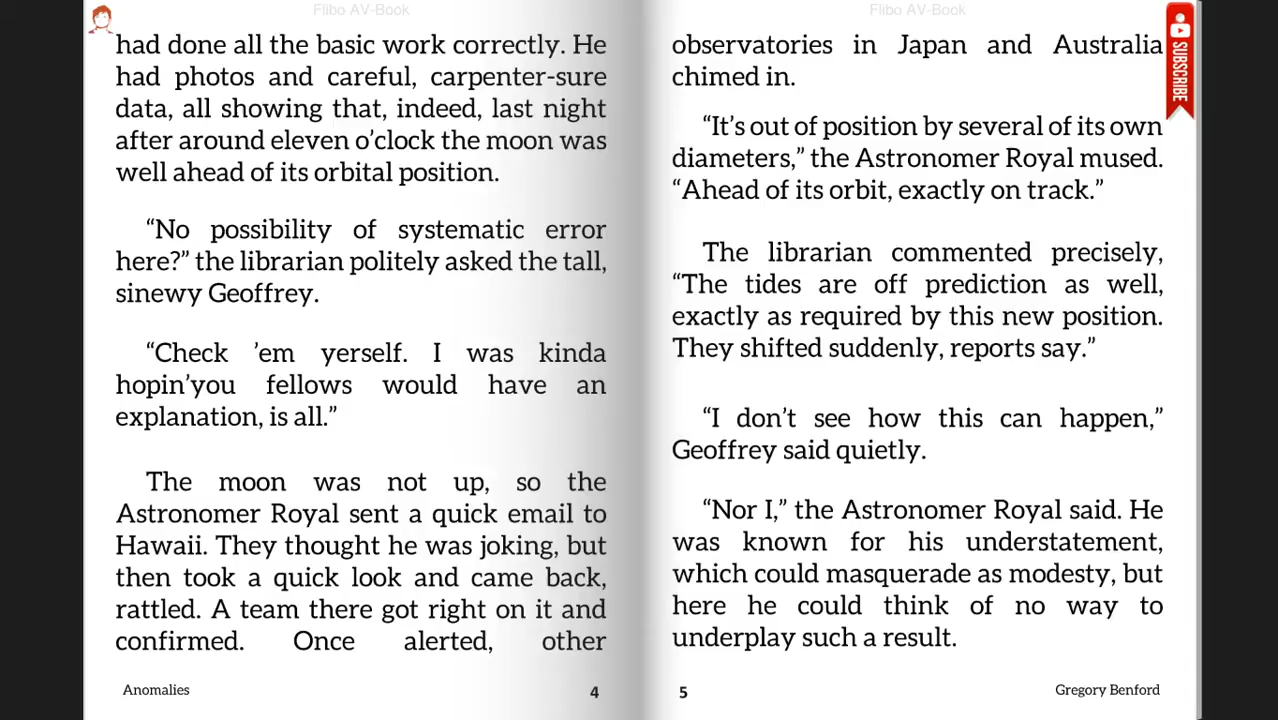 Flibo AV-Book
had done all the basic work correctly. He
had photos and careful, carpenter-sure
data, all showing that, indeed, last night
after around eleven o’clock the moon was
well ahead of its orbital position.
“No possibility of systematic error
here?” the librarian politely asked the tall,
sinewy Geoffrey.
“Check ’em yerself. I was kinda
hopin’you fellows would have an
explanation, is all.”
The moon was not up, so the
Astronomer Royal sent a quick email to
Hawaii. They thought he was joking, but
then took a quick look and came back,
rattled. A team there got right on it and
confirmed. Once alerted, other
Anomalies 4
Flibo AV-Book
observatories in Japan and Australia
chimed in.
“It’s out of position by several of its own
diameters,” the Astronomer Royal mused.
“Ahead of its orbit, exactly on track.”
The librarian commented precisely,
“The tides are off prediction as well,
exactly as required by this new position.
They shifted suddenly, reports say.”
“I don’t see how this can happen,”
Geoffrey said quietly.
“Nor I,” the Astronomer Royal said. He
was known for his understatement,
which could masquerade as modesty, but
here he could think of no way to
underplay such a result.
5 Gregory Benford
SUBSCRIBE